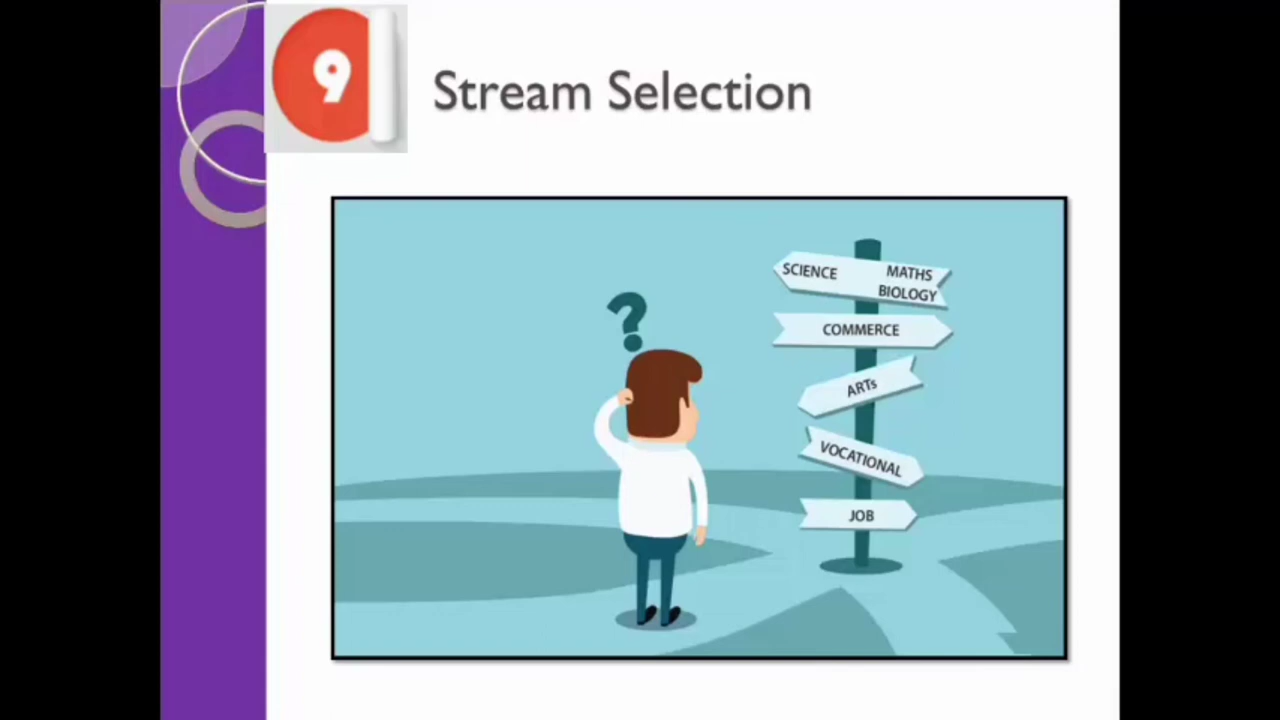 9
Stream Selection
?
SCIENCE MATHS
BIOLOGY
COMMERCE
ARTs
VOCATIONAL
JOB